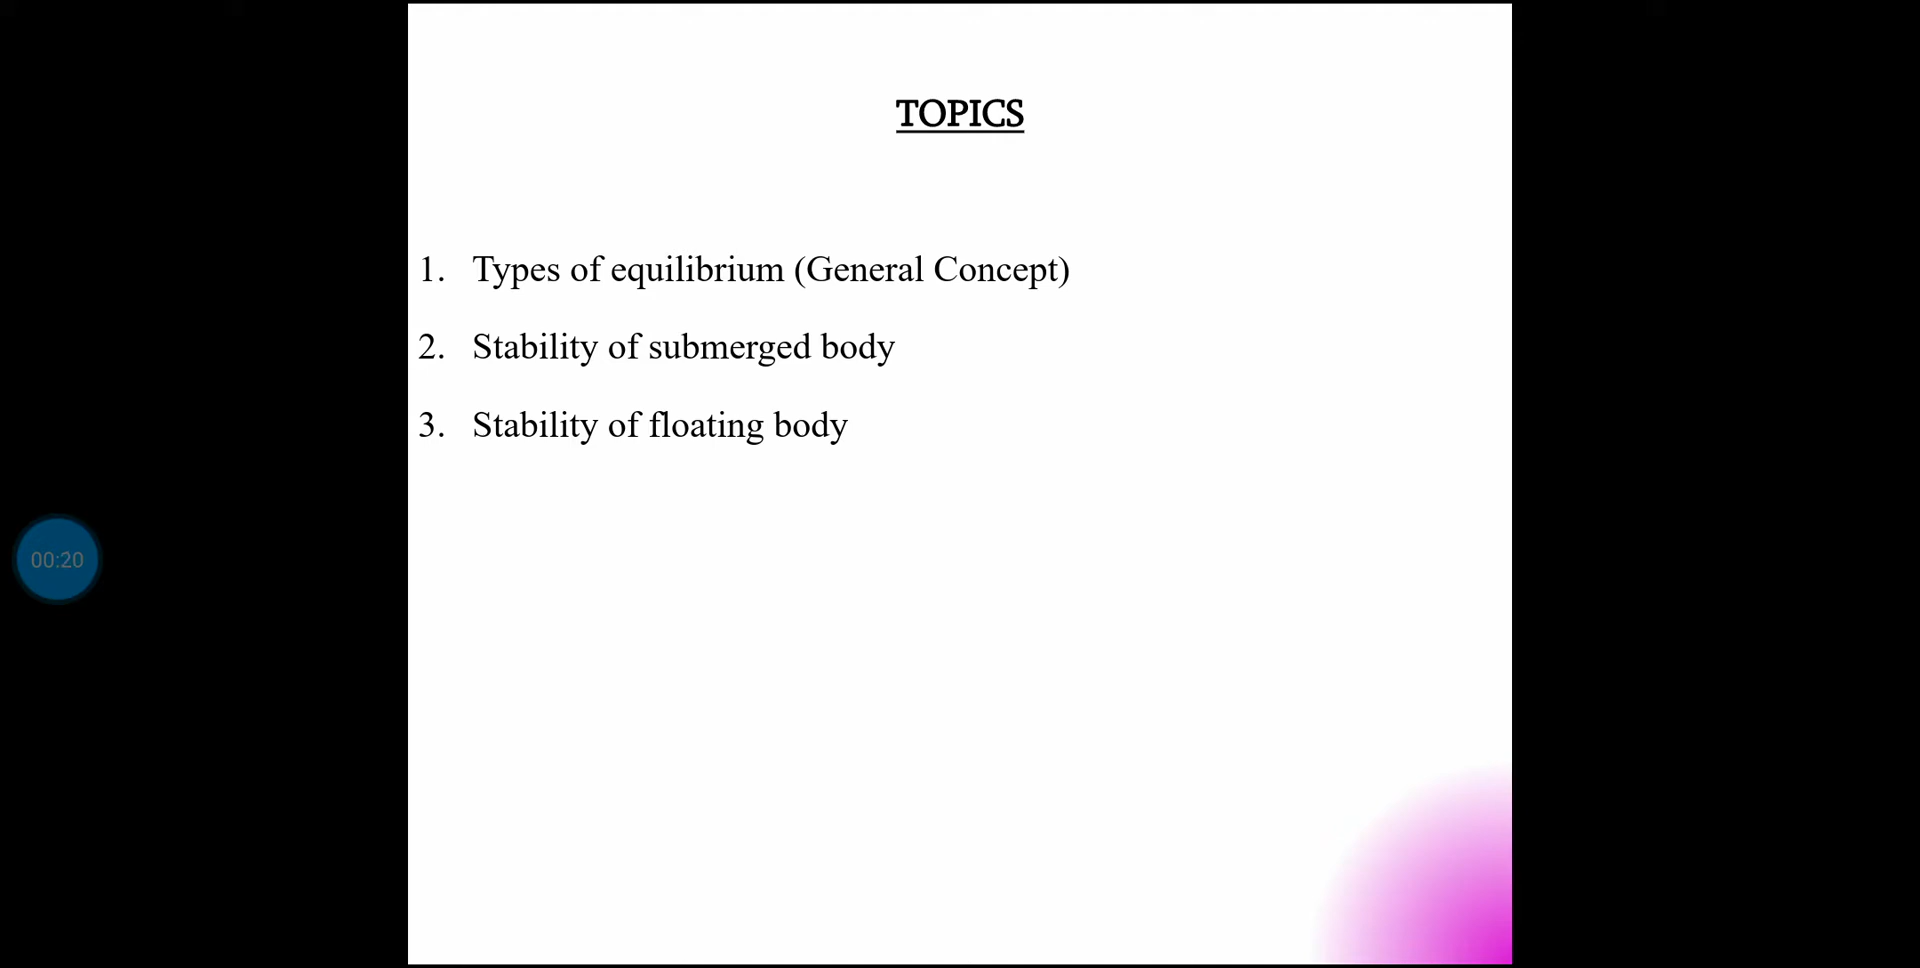 TOPICS
1. Types of equilibrium (General Concept)
2. Stability of submerged body
3. Stability of floating body
00:20